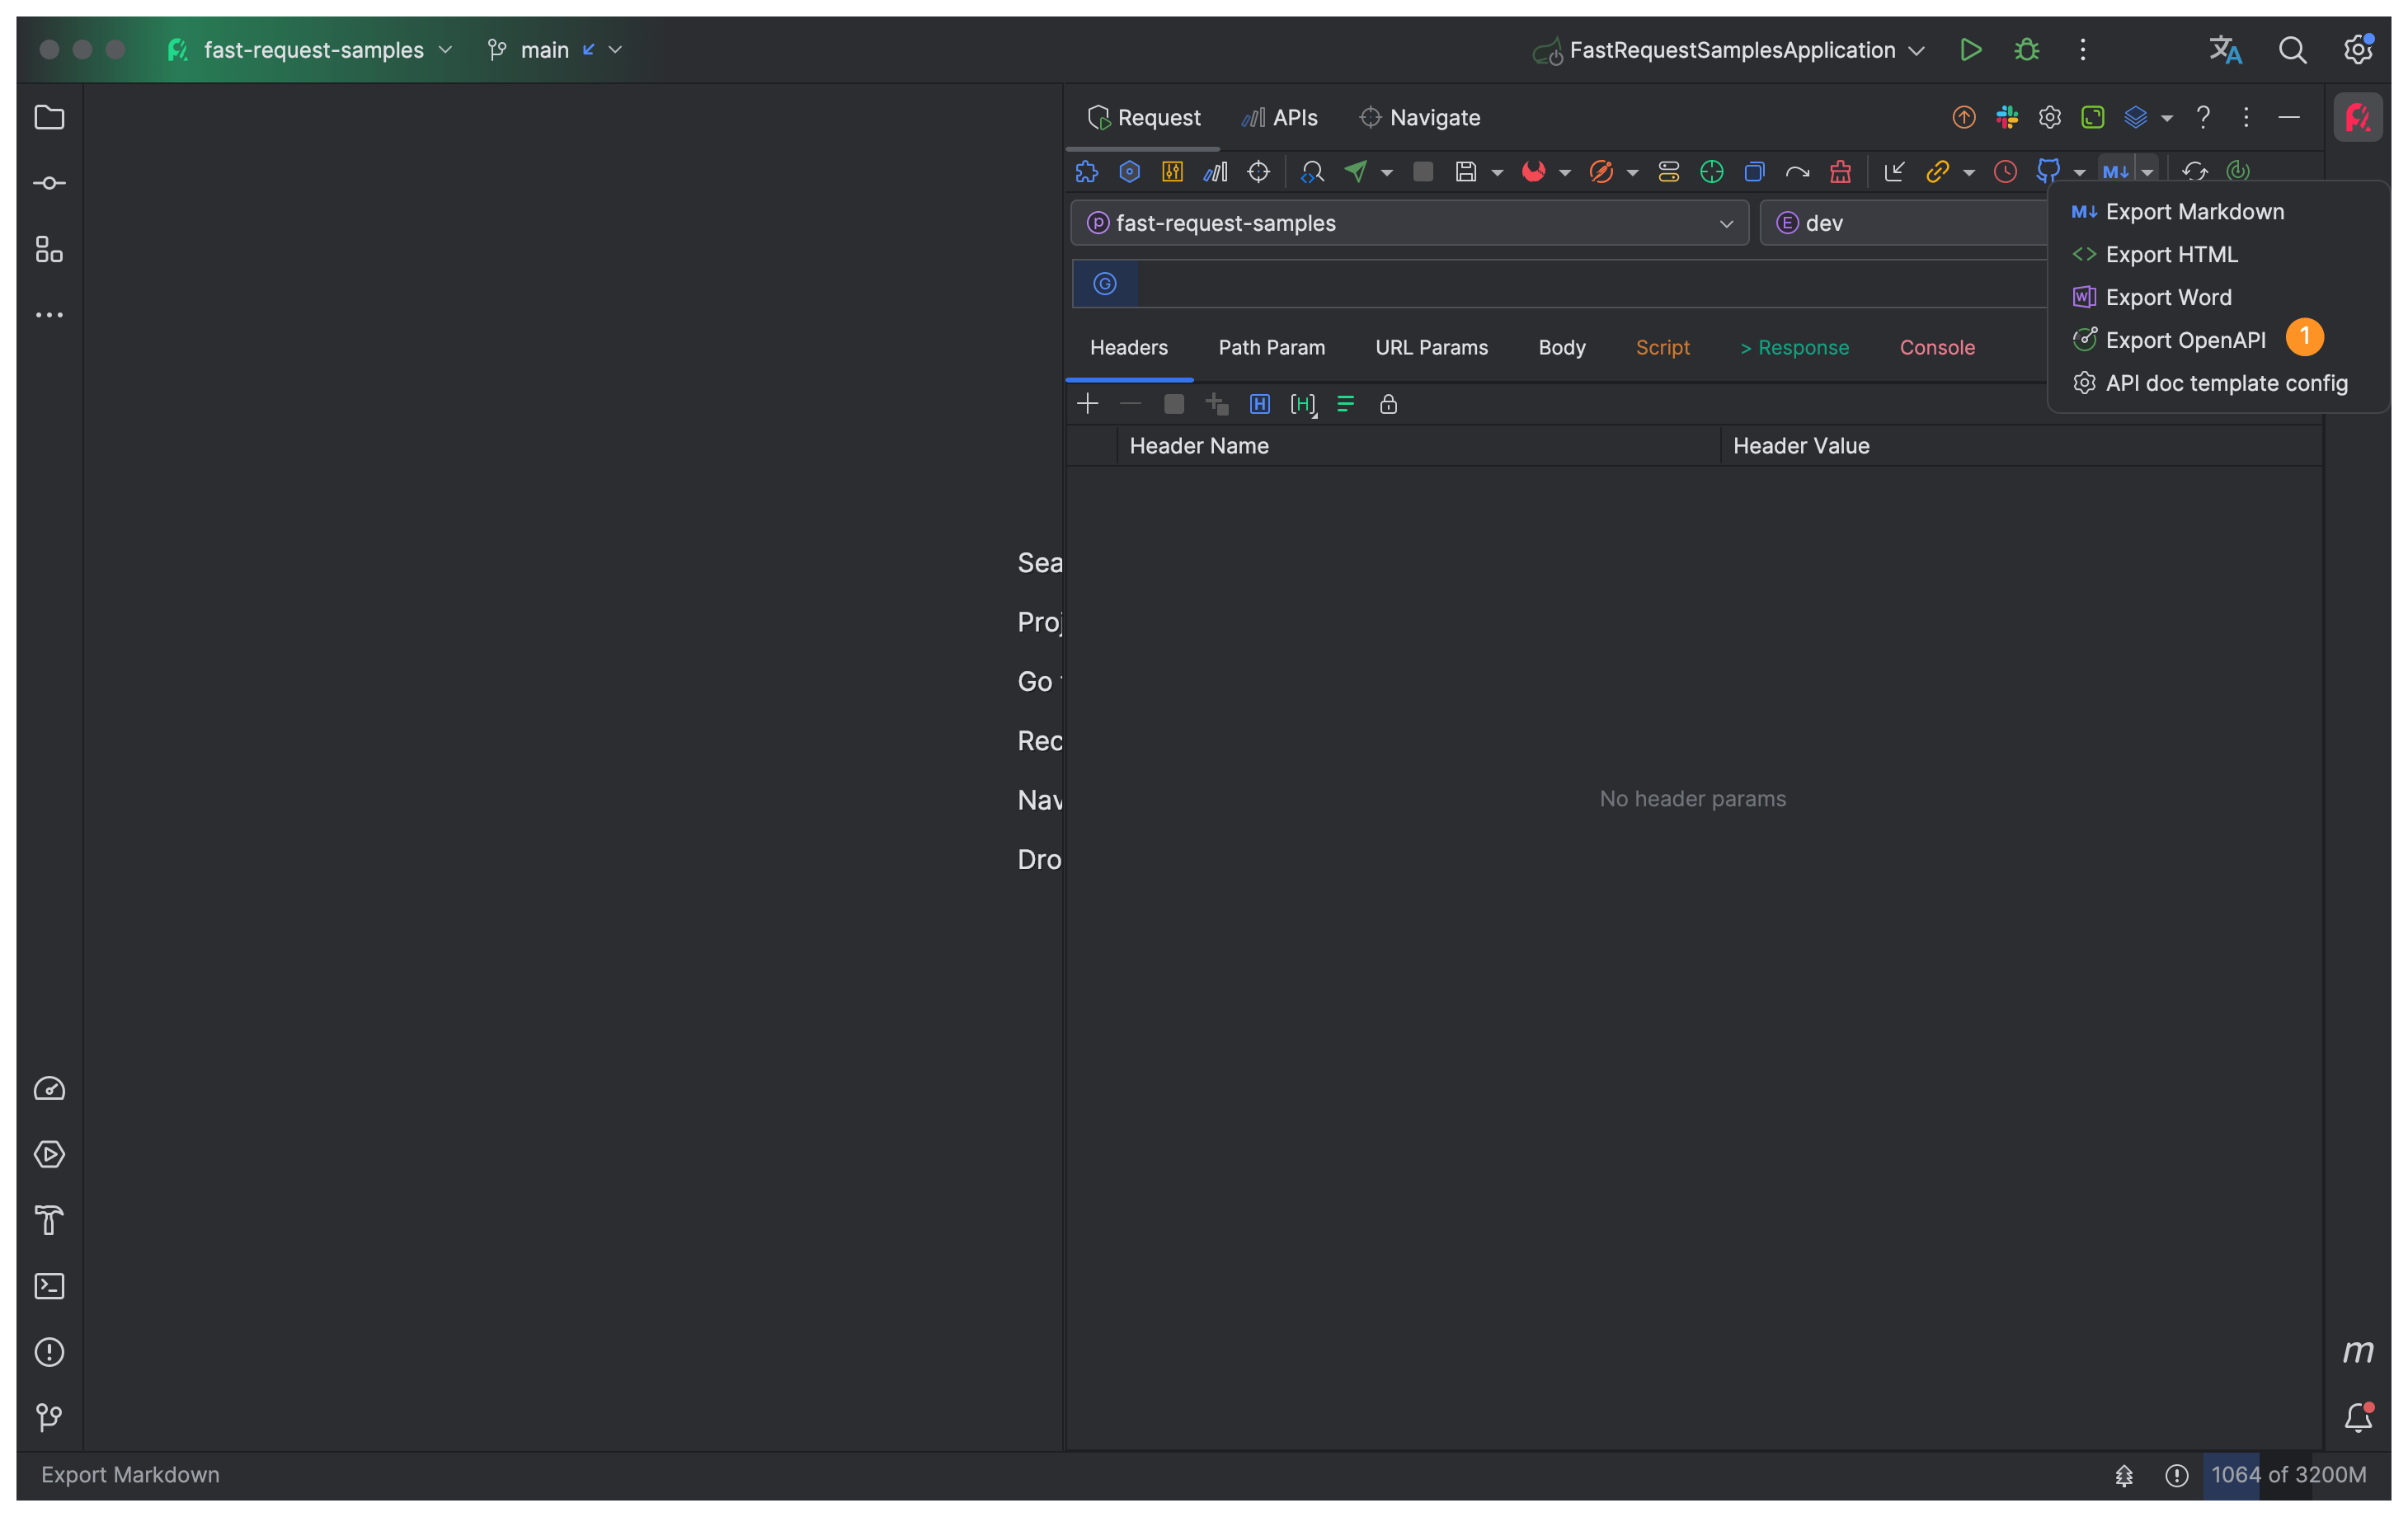 fast-request-samples
main
FastRequestSamplesApplication
Request
APIs
Navigate
M↓
fast-request-samples
dev
Export Markdown
Export HTML
Export Word
Export OpenAPI
1
API doc template config
Headers
Path Param
URL Params
Body
Script
> Response
Console
Header Name
Header Value
Sea
Proj
Go
Rec
Nav
Dro
No header params
m
Export Markdown
1064 of 3200M